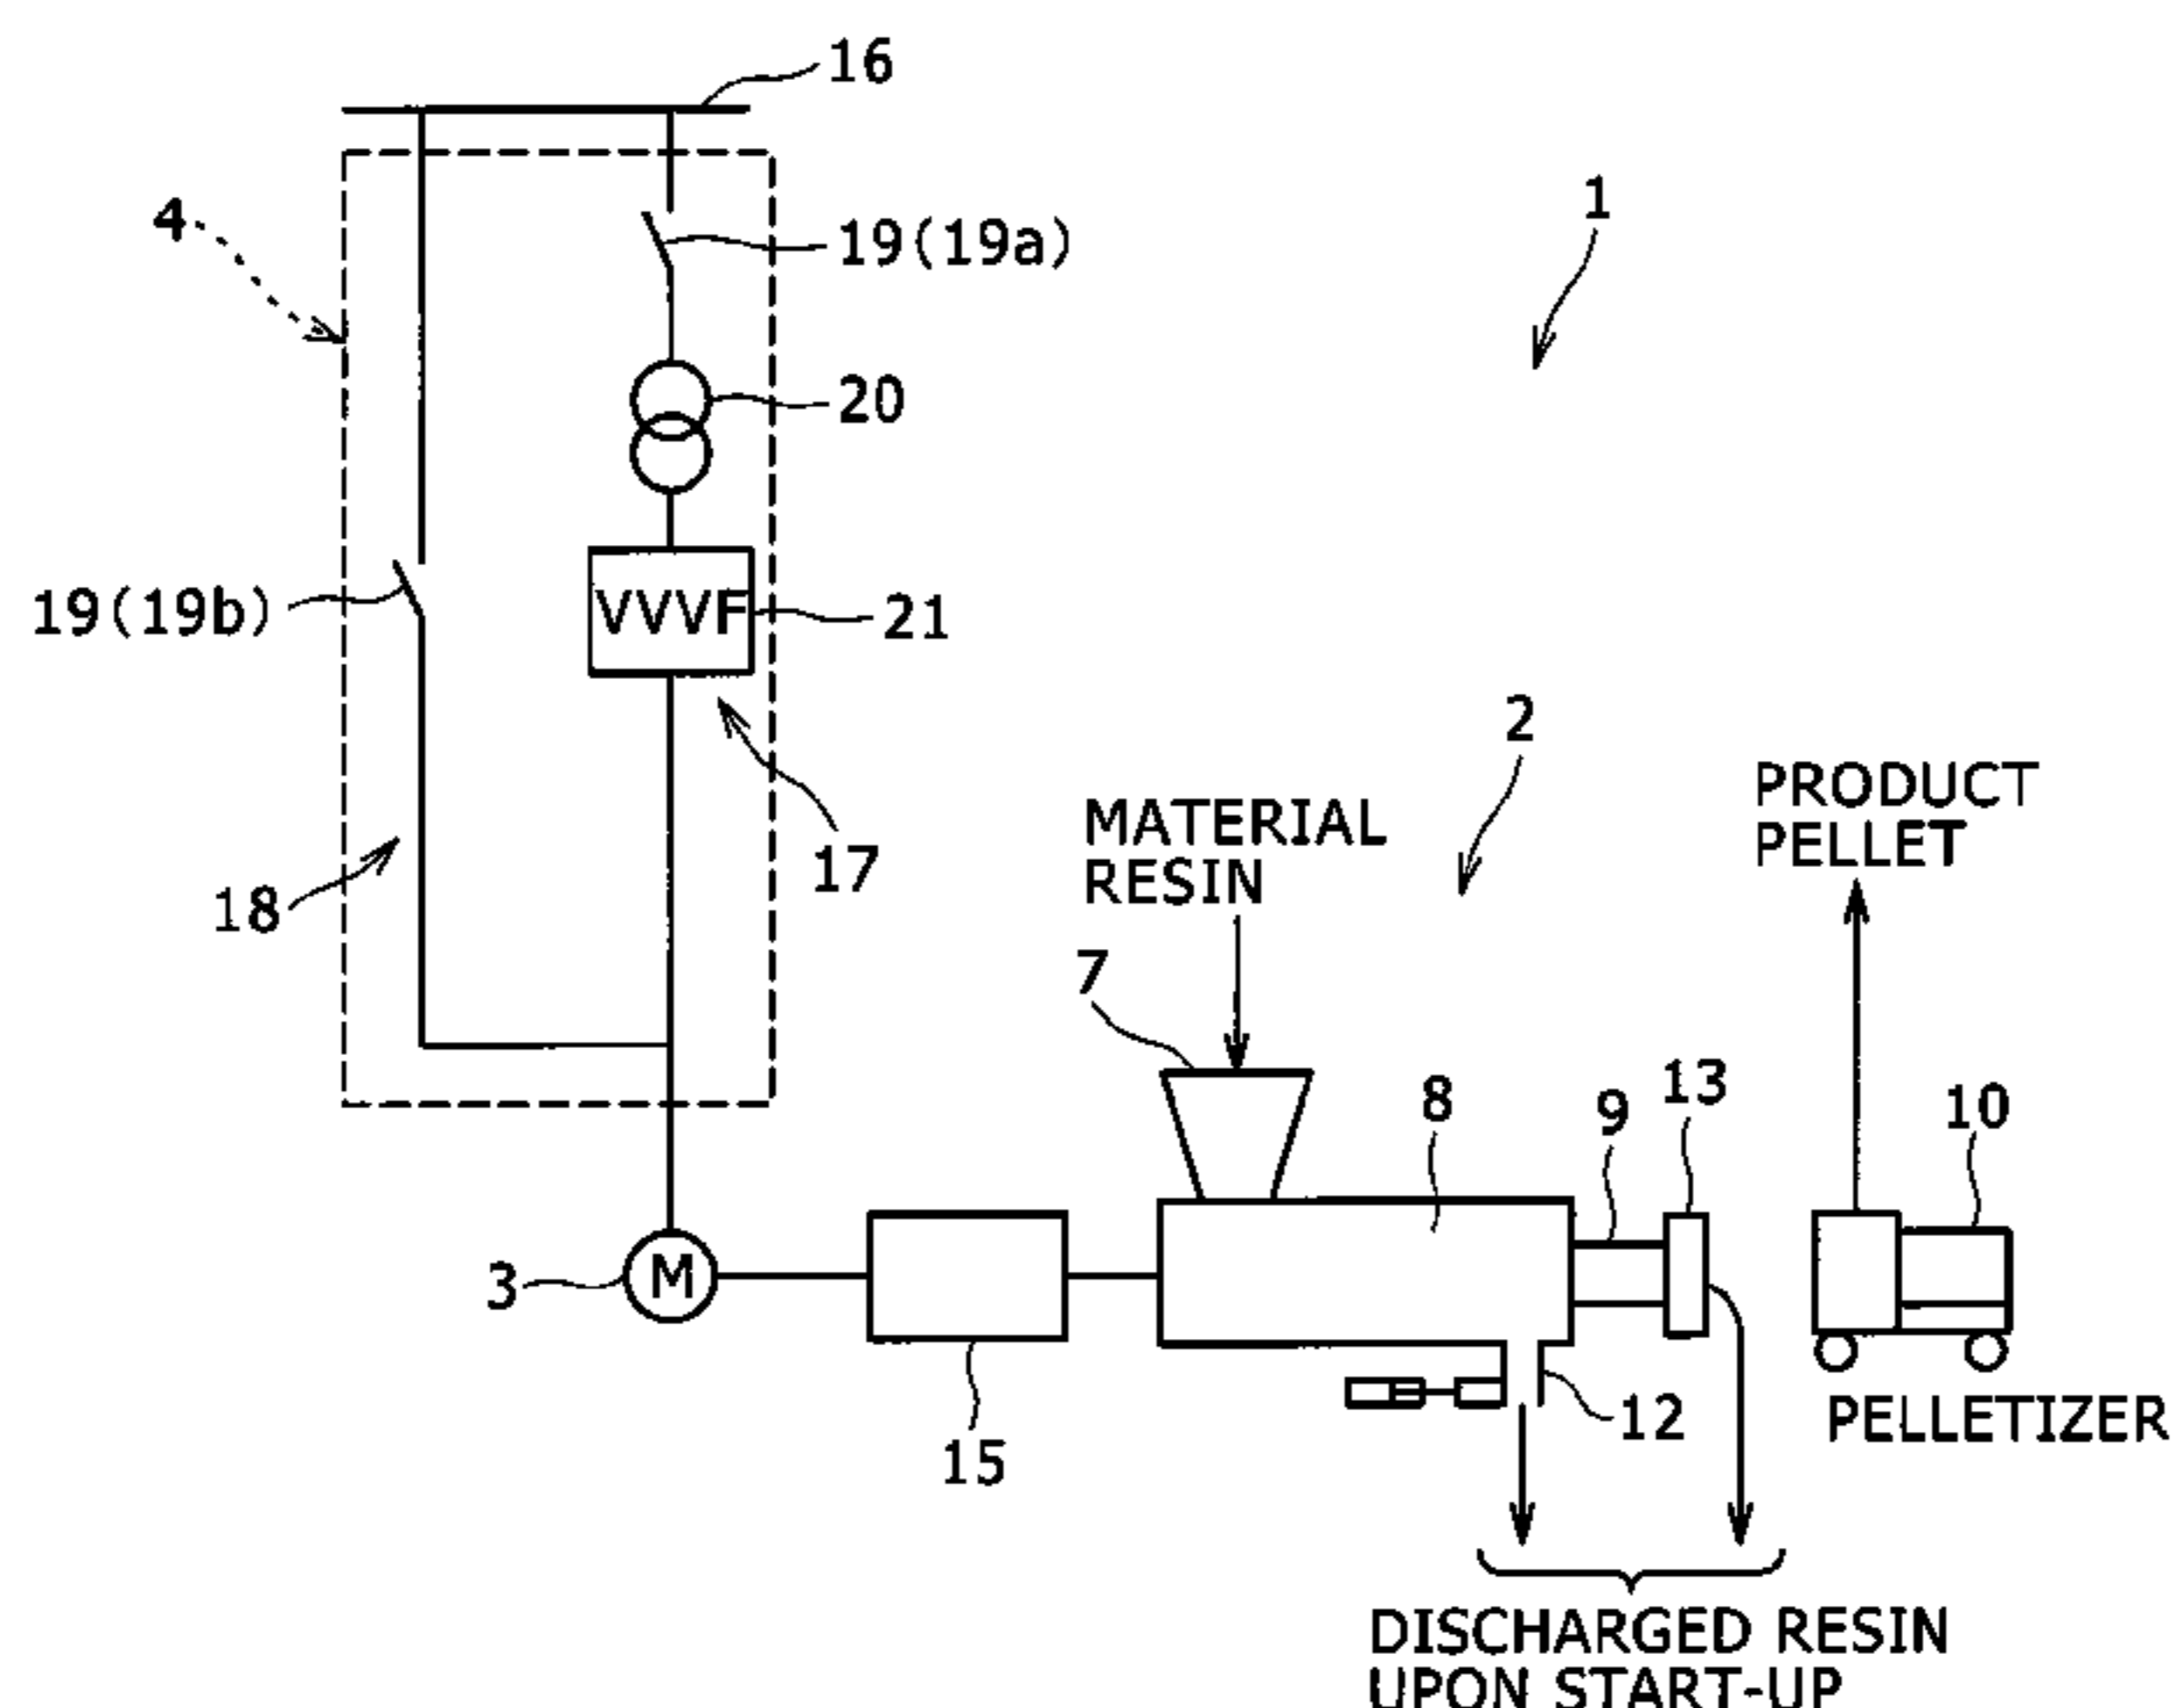 16
4
19(19a)
1
20
19(19b)
VVVF
21
2
17
18
MATERIAL
RESIN
PRODUCT
PELLET
7
8
9
13
10
3
M
15
12
PELLETIZER
DISCHARGED RESIN
UPON START-UP